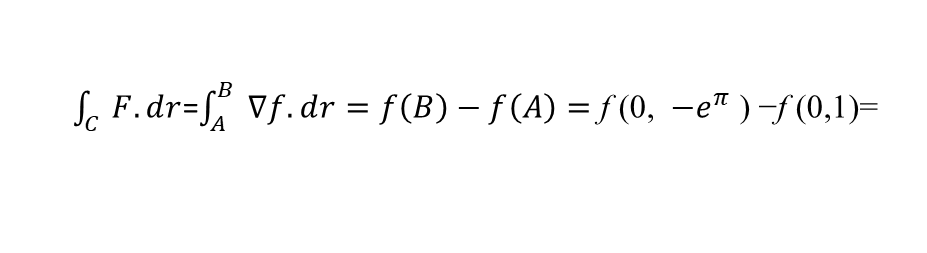 ∫_C F.dr=∫_A^B ∇f.dr = f(B) − f(A) = f(0, −e^π ) −f(0,1)=